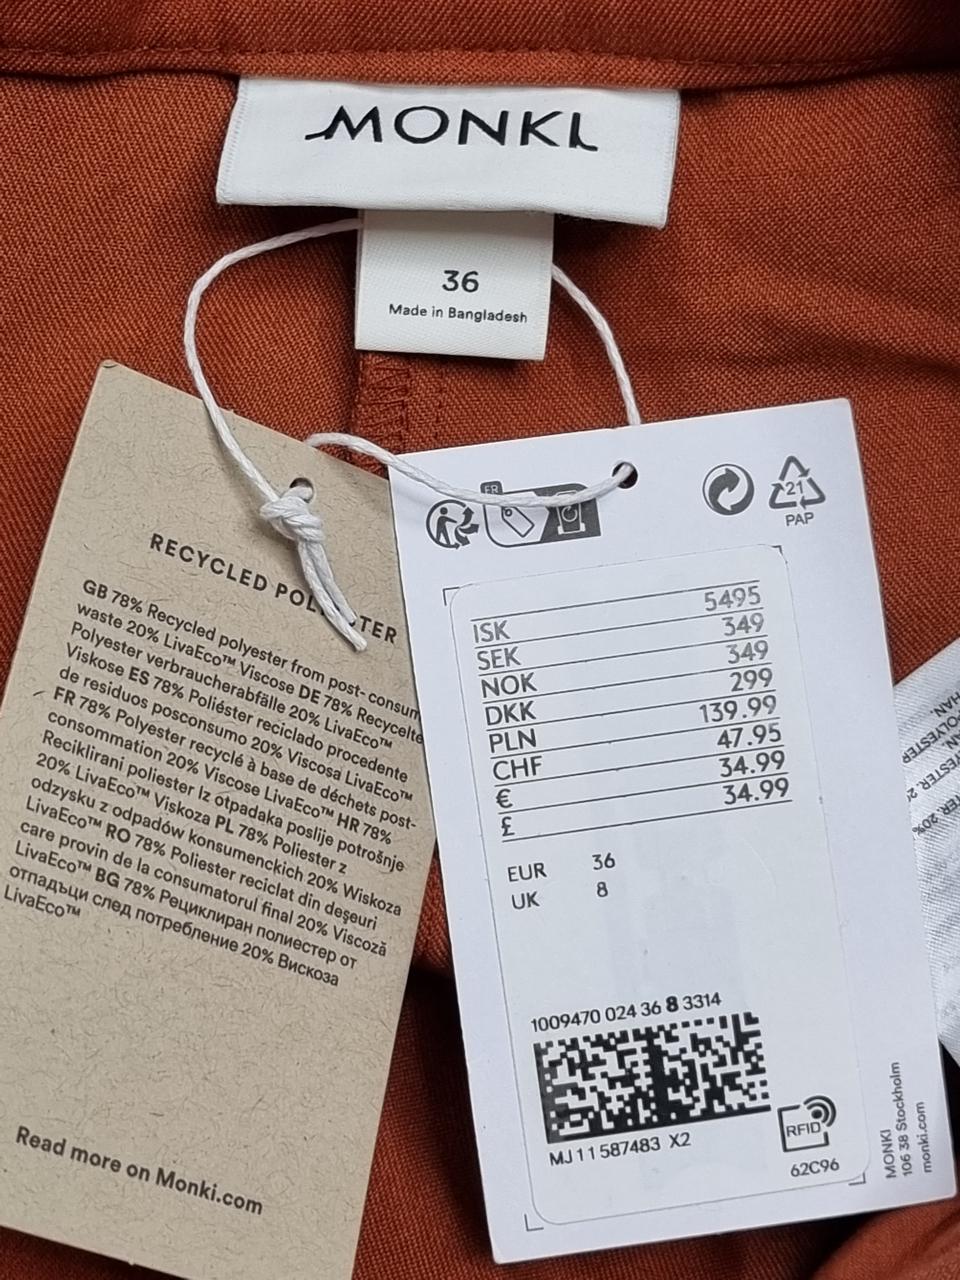 MONKI
36
Made in Bangladesh
RECYCLED POL TER
GB 78% Recycled polyester from post- consum
waste 20% LivaEco™ Viscose DE 78% Recycelte
Polyester verbraucherabfälle 20% LivaEco™
Viskose ES 78% Poliéster reciclado procedente
de residuos posconsumo 20% Viscosa LivaEco™
FR 78% Polyester recyclé à base de déchets post-
consommation 20% Viscose LivaEco™ HR 78%
Reciklirani poliester Iz otpadaka poslije potrošnje
20% LivaEco™ Viskoza PL 78% Poliester z
odzysku z odpadów konsumenckich 20% Wiskoza
LivaEco™ RO 78% Poliester reciclat din deşeuri
care provin de la consumatorul final 20% Viscoză
LivaEco™ BG 78% Рециклиран полиестер от
отпадъци след потребление 20% Вискоза
LivaEco™
Read more on Monki.com
FR
21
PAP
ISK 5495
SEK 349
NOK 349
DKK 299
PLN 139.99
CHF 47.95
€ 34.99
£ 34.99
EUR 36
UK 8
1009470 024 36 8 3314
MJ11587483 X2
RFID
62C96
MONKI
106 38 Stockholm
monki.com
HAN.
POLYESTER
TER, 20%